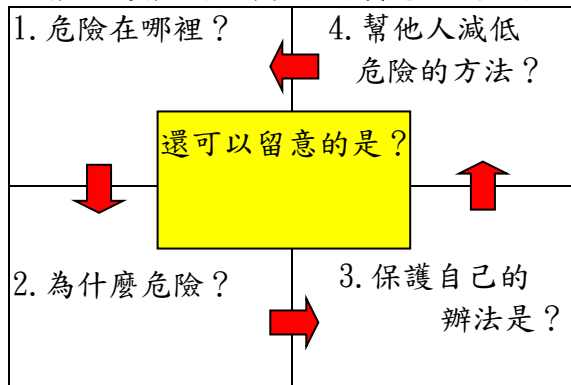 1. 危險在哪裡？
4. 幫他人減低
危險的方法？
還可以留意的是？
2. 為什麼危險？
3. 保護自己的
辦法是？